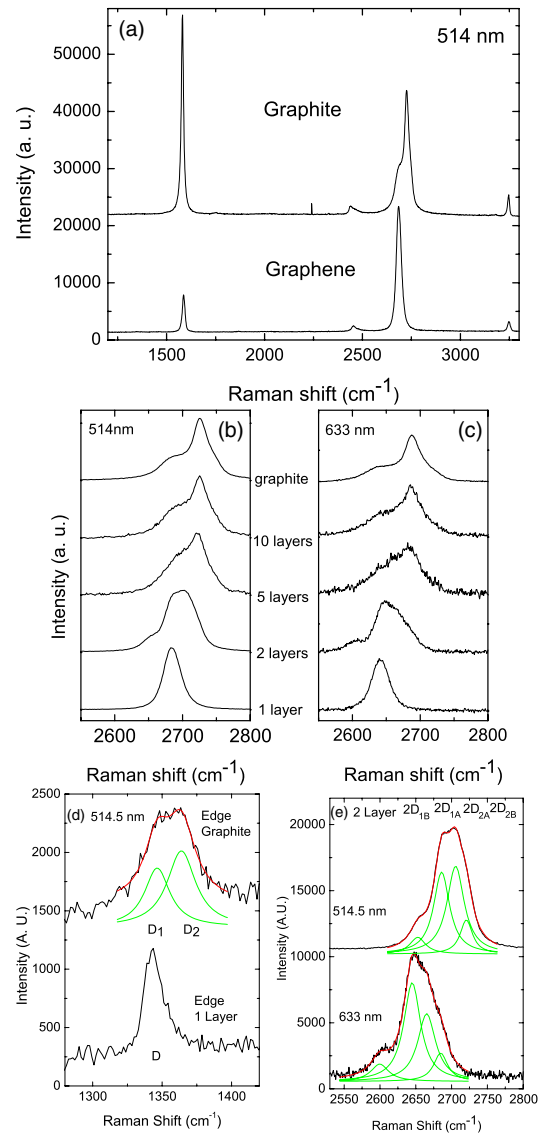 (a)
514 nm
Graphite
Graphene
Intensity (a. u.)
50000
40000
30000
20000
10000
0
1500 2000 2500 3000
Raman shift (cm-1)
(b)
514nm
(c)
633 nm
graphite
10 layers
5 layers
2 layers
1 layer
Intensity (a. u.)
2600 2700 2800
2600 2700 2800
Raman shift (cm-1)
Raman shift (cm-1)
(d)
514.5 nm
Edge
Graphite
D1 D2
Edge
1 Layer
D
Intensity (A.U.)
2500
2000
1500
1000
500
0
1300 1350 1400
Raman Shift (cm-1)
(e) 2 Layer 2D1B 2D1A 2D2A 2D2B
514.5 nm
633 nm
Intensity (A.U.)
20000
15000
10000
5000
0
2550 2600 2650 2700 2750 2800
Raman Shift (cm-1)